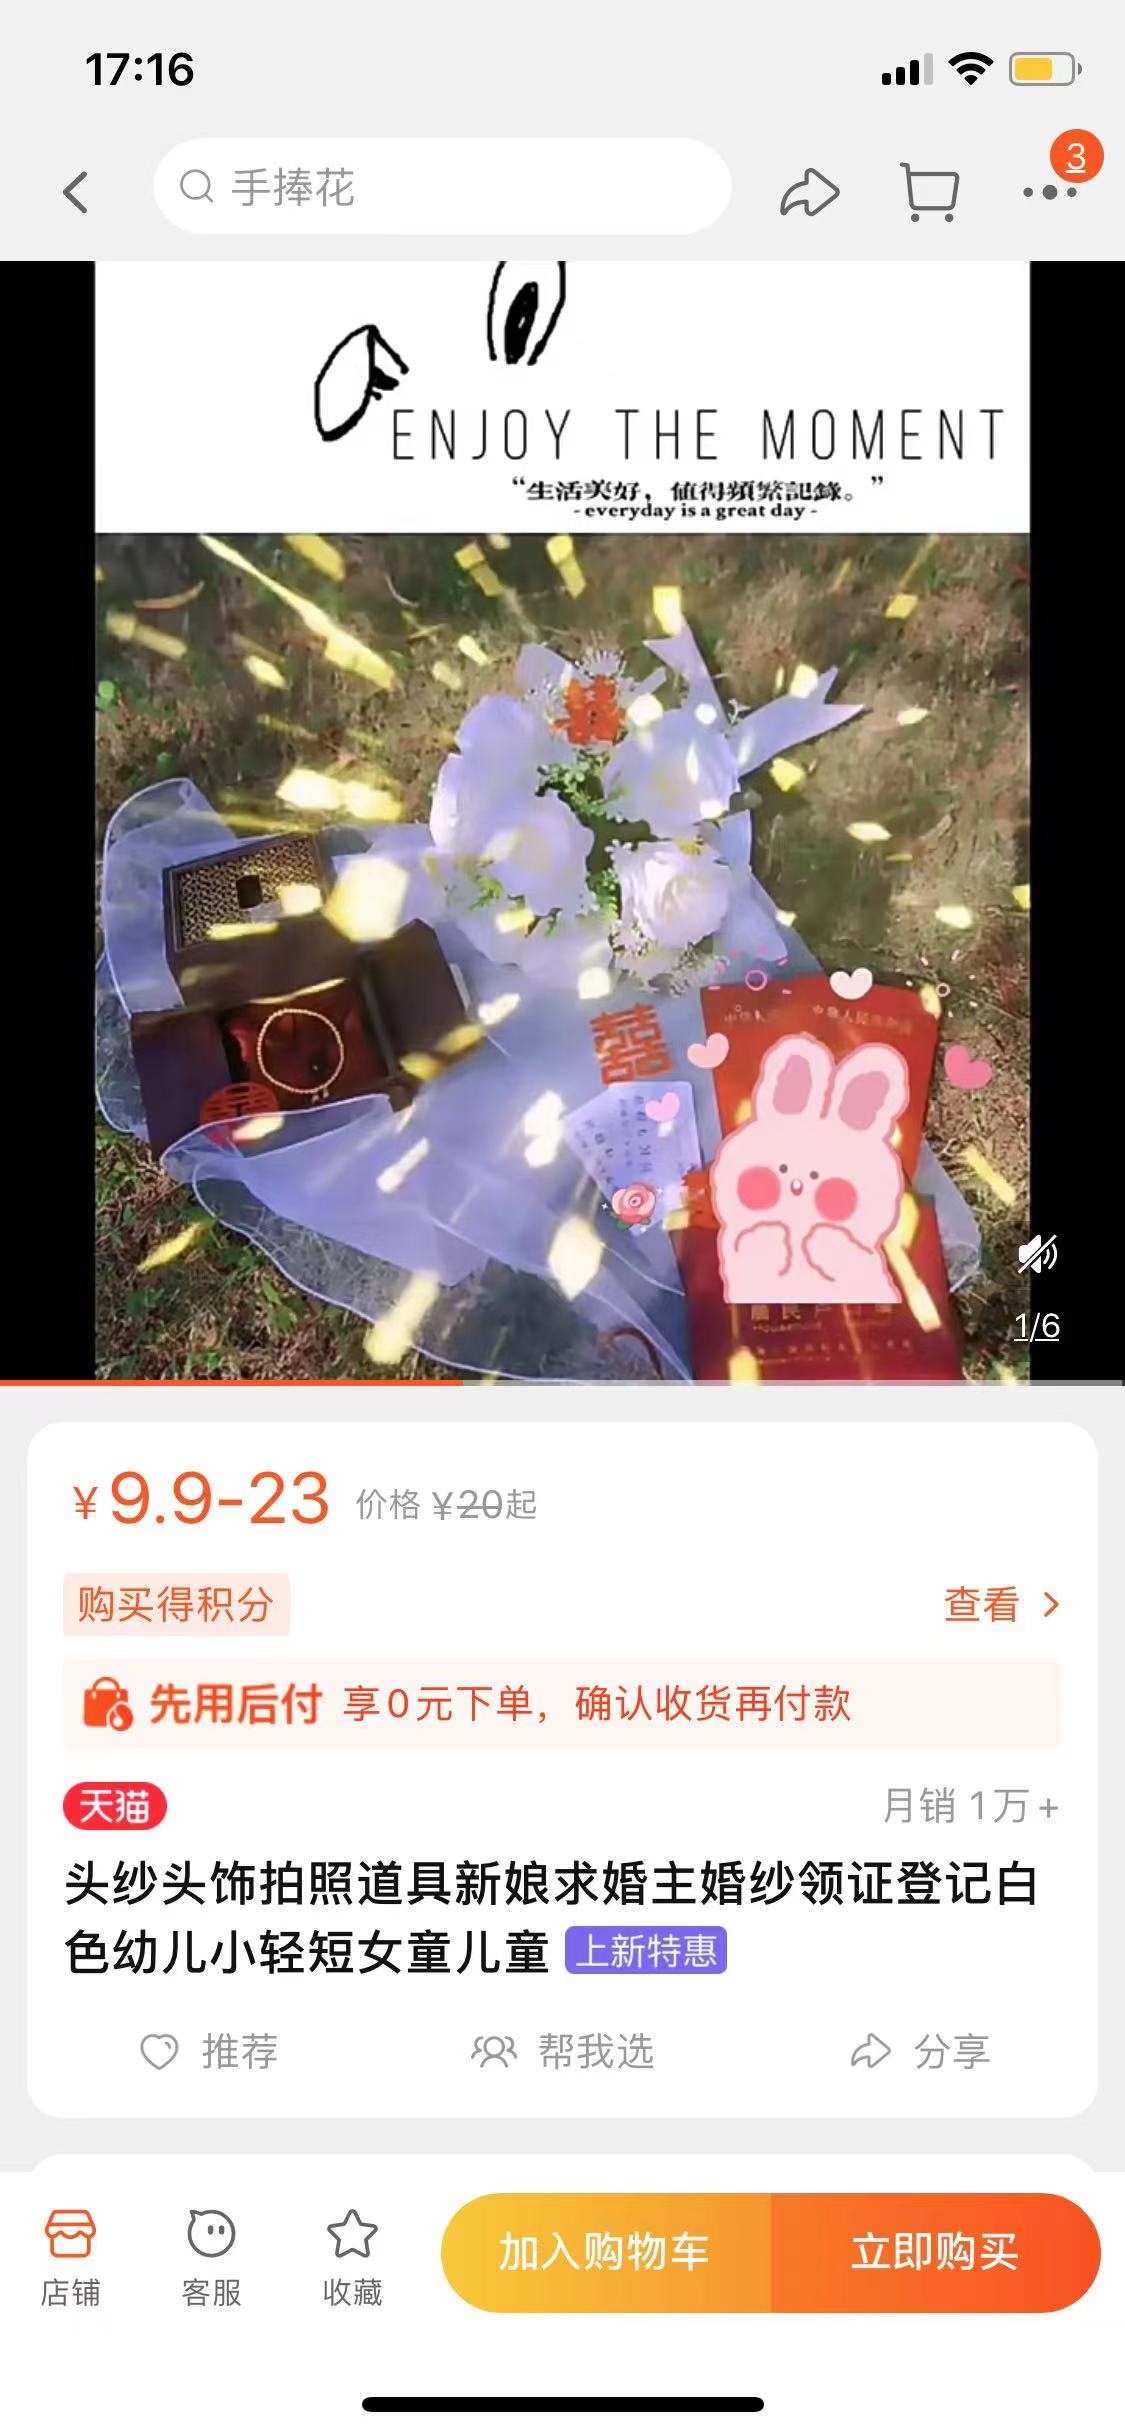 17:16
手捧花
3
ENJOY THE MOMENT
“生活美好，值得頻繁記錄。”
- everyday is a great day -
囍
囍
囍
1/6
¥9.9-23 价格 ¥20起
购买得积分
查看
先用后付 享0元下单，确认收货再付款
天猫
月销 1万+
头纱头饰拍照道具新娘求婚主婚纱领证登记白
色幼儿小轻短女童儿童 上新特惠
推荐
帮我选
分享
店铺
客服
收藏
加入购物车
立即购买